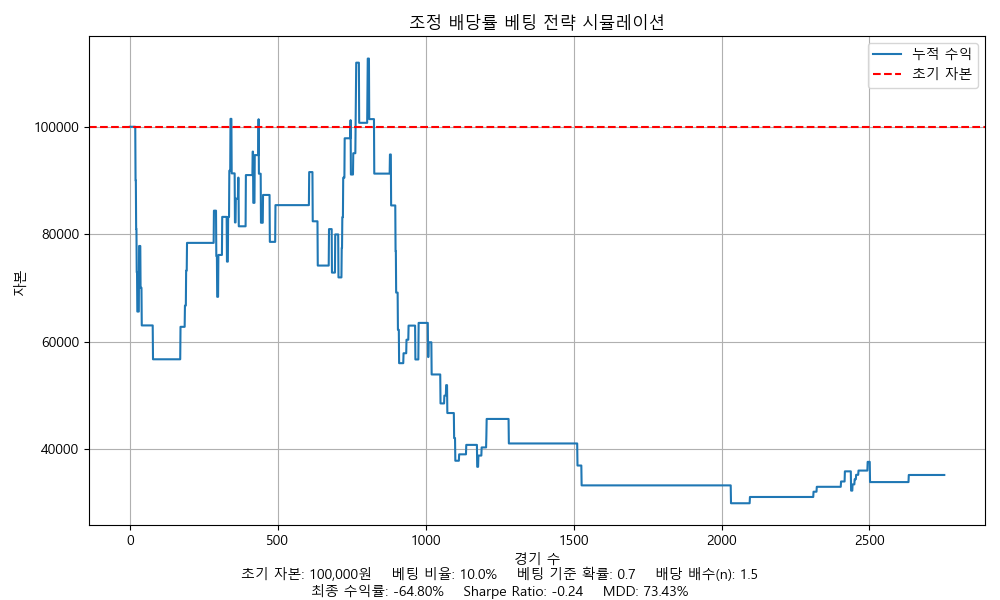 조정 배당률 베팅 전략 시뮬레이션
누적 수익
초기 자본
자본
100000
80000
60000
40000
0
500
1000
1500
2000
2500
경기 수
초기 자본: 100,000원 베팅 비율: 10.0% 베팅 기준 확률: 0.7 배당 배수(n): 1.5
최종 수익률: -64.80% Sharpe Ratio: -0.24 MDD: 73.43%